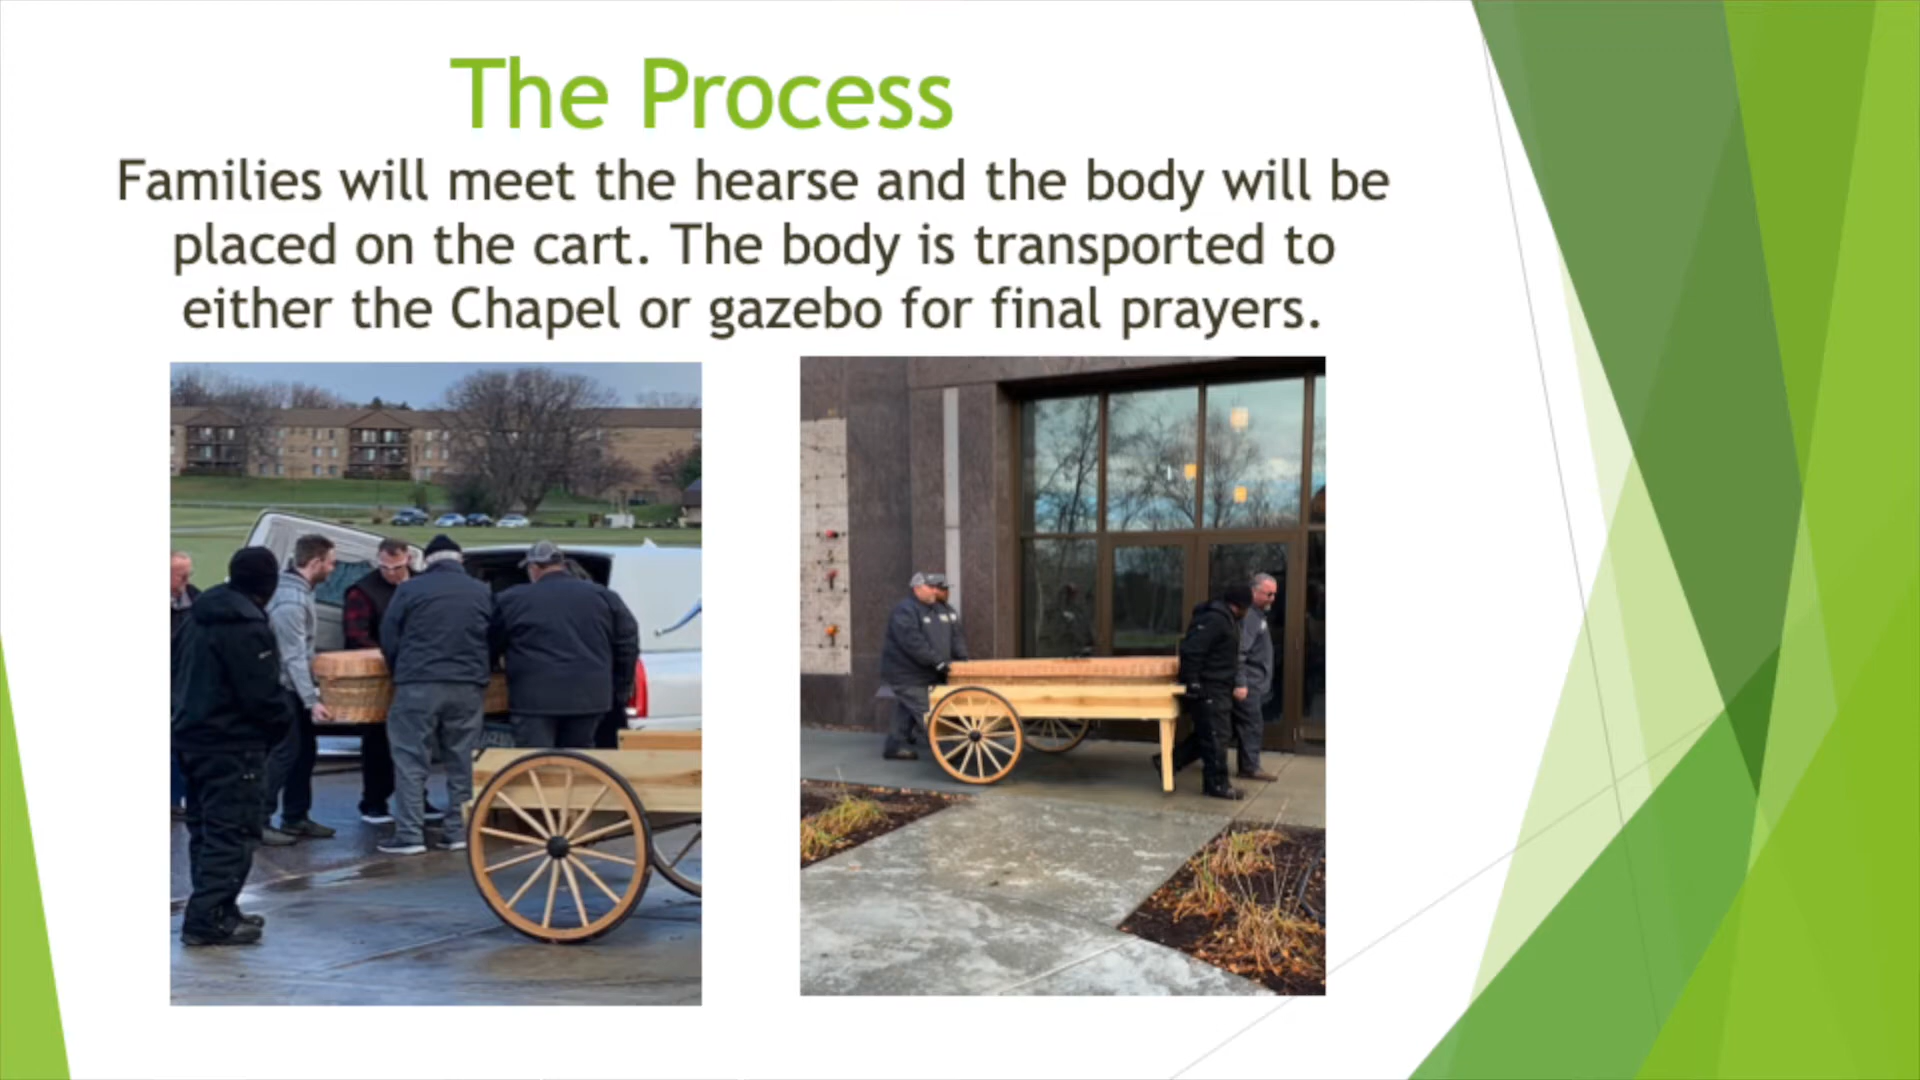 The Process
Families will meet the hearse and the body will be
placed on the cart. The body is transported to
either the Chapel or gazebo for final prayers.